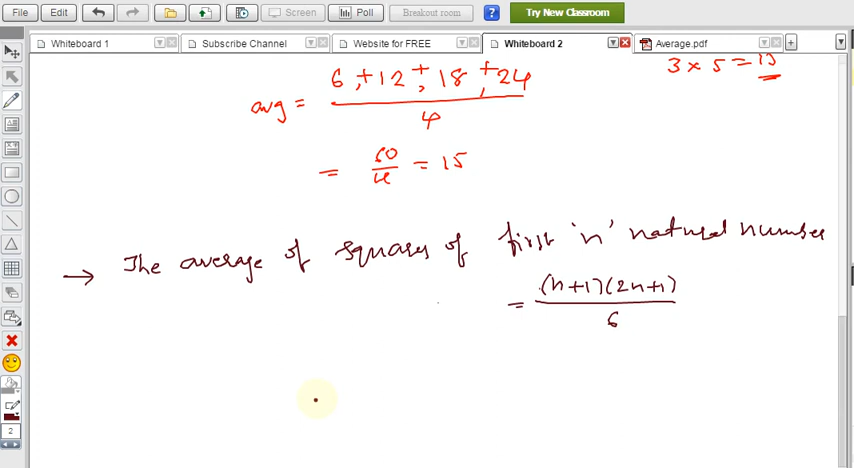 File Edit Screen Poll Breakout room ? Try New Classroom
Whiteboard 1 Subscribe Channel Website for FREE Whiteboard 2 Average.pdf
3 × 5 = 15
avg = 6, + 12 +, 18 +, 24
4
= 60/4 = 15
→ The average of squares of first 'n' natural number
= (n+1)(2n+1)
6
2